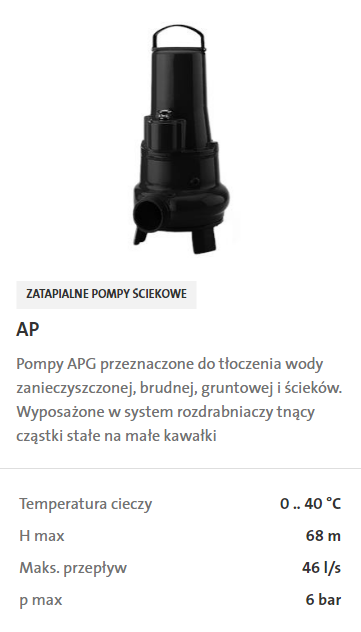 ZATAPIALNE POMPY SCIEKOWE
AP
Pompy APG przeznaczone do tłoczenia wody
zanieczyszczonej, brudnej, gruntowej i ścieków.
Wyposażone w system rozdrabniaczy tnący
cząstki stałe na małe kawałki
Temperatura cieczy 0 .. 40 °C
H max 68 m
Maks. przepływ 46 l/s
p max 6 bar